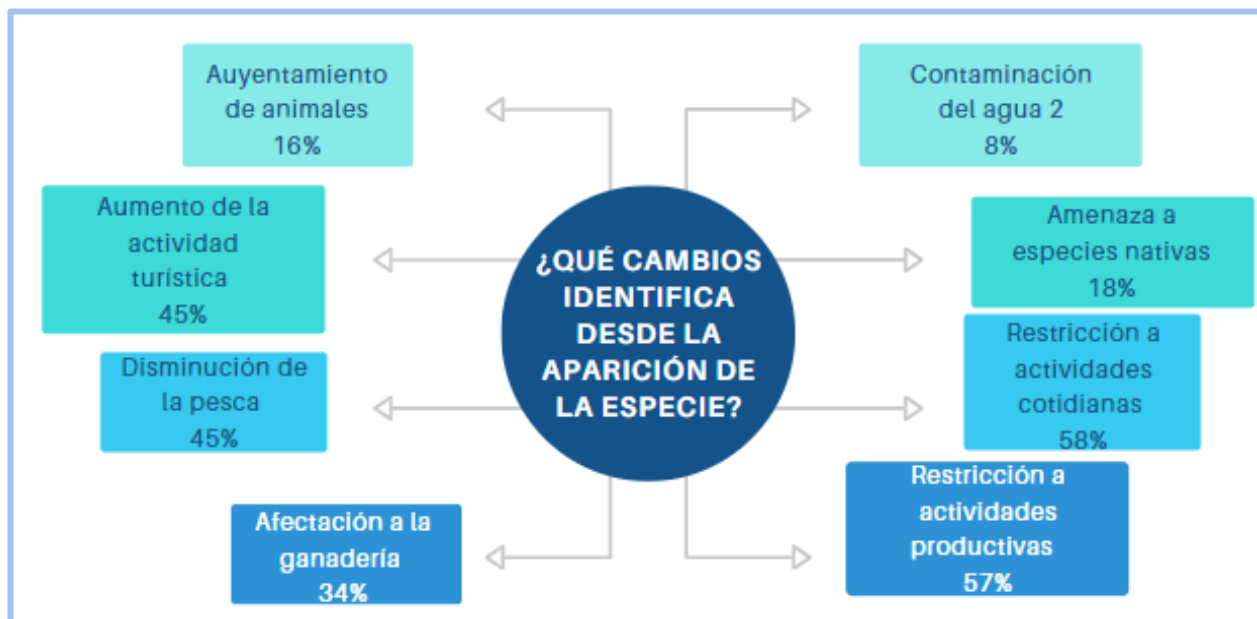 Auyentamiento
de animales
16%
Contaminación
del agua 2
8%
Aumento de la
actividad
turística
45%
Amenaza a
especies nativas
18%
¿QUÉ CAMBIOS
IDENTIFICA
DESDE LA
APARICIÓN DE
LA ESPECIE?
Disminución de
la pesca
45%
Restricción a
actividades
cotidianas
58%
Afectación a la
ganadería
34%
Restricción a
actividades
productivas
57%